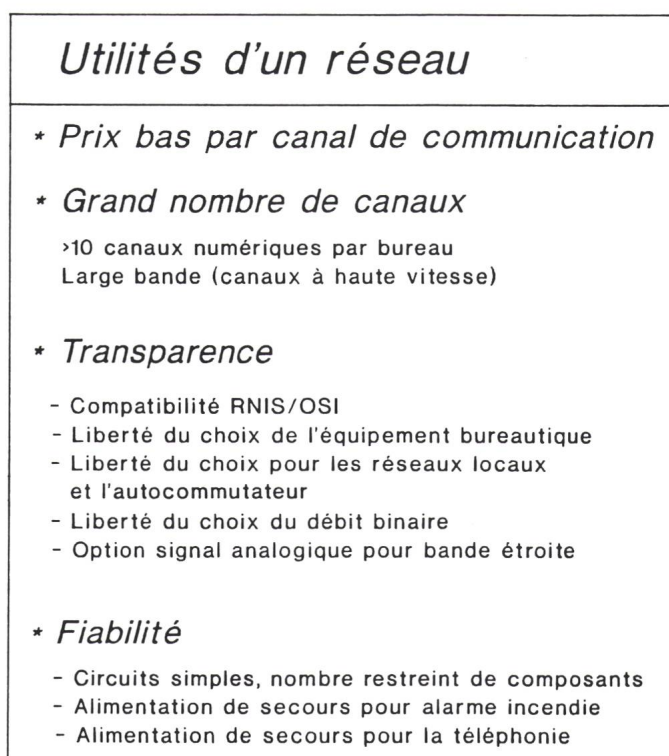 Utilités d'un réseau
* Prix bas par canal de communication
* Grand nombre de canaux
>10 canaux numériques par bureau
Large bande (canaux à haute vitesse)
* Transparence
- Compatibilité RNIS/OSI
- Liberté du choix de l'équipement bureautique
- Liberté du choix pour les réseaux locaux
et l'autocommutateur
- Liberté du choix du débit binaire
- Option signal analogique pour bande étroite
* Fiabilité
- Circuits simples, nombre restreint de composants
- Alimentation de secours pour alarme incendie
- Alimentation de secours pour la téléphonie